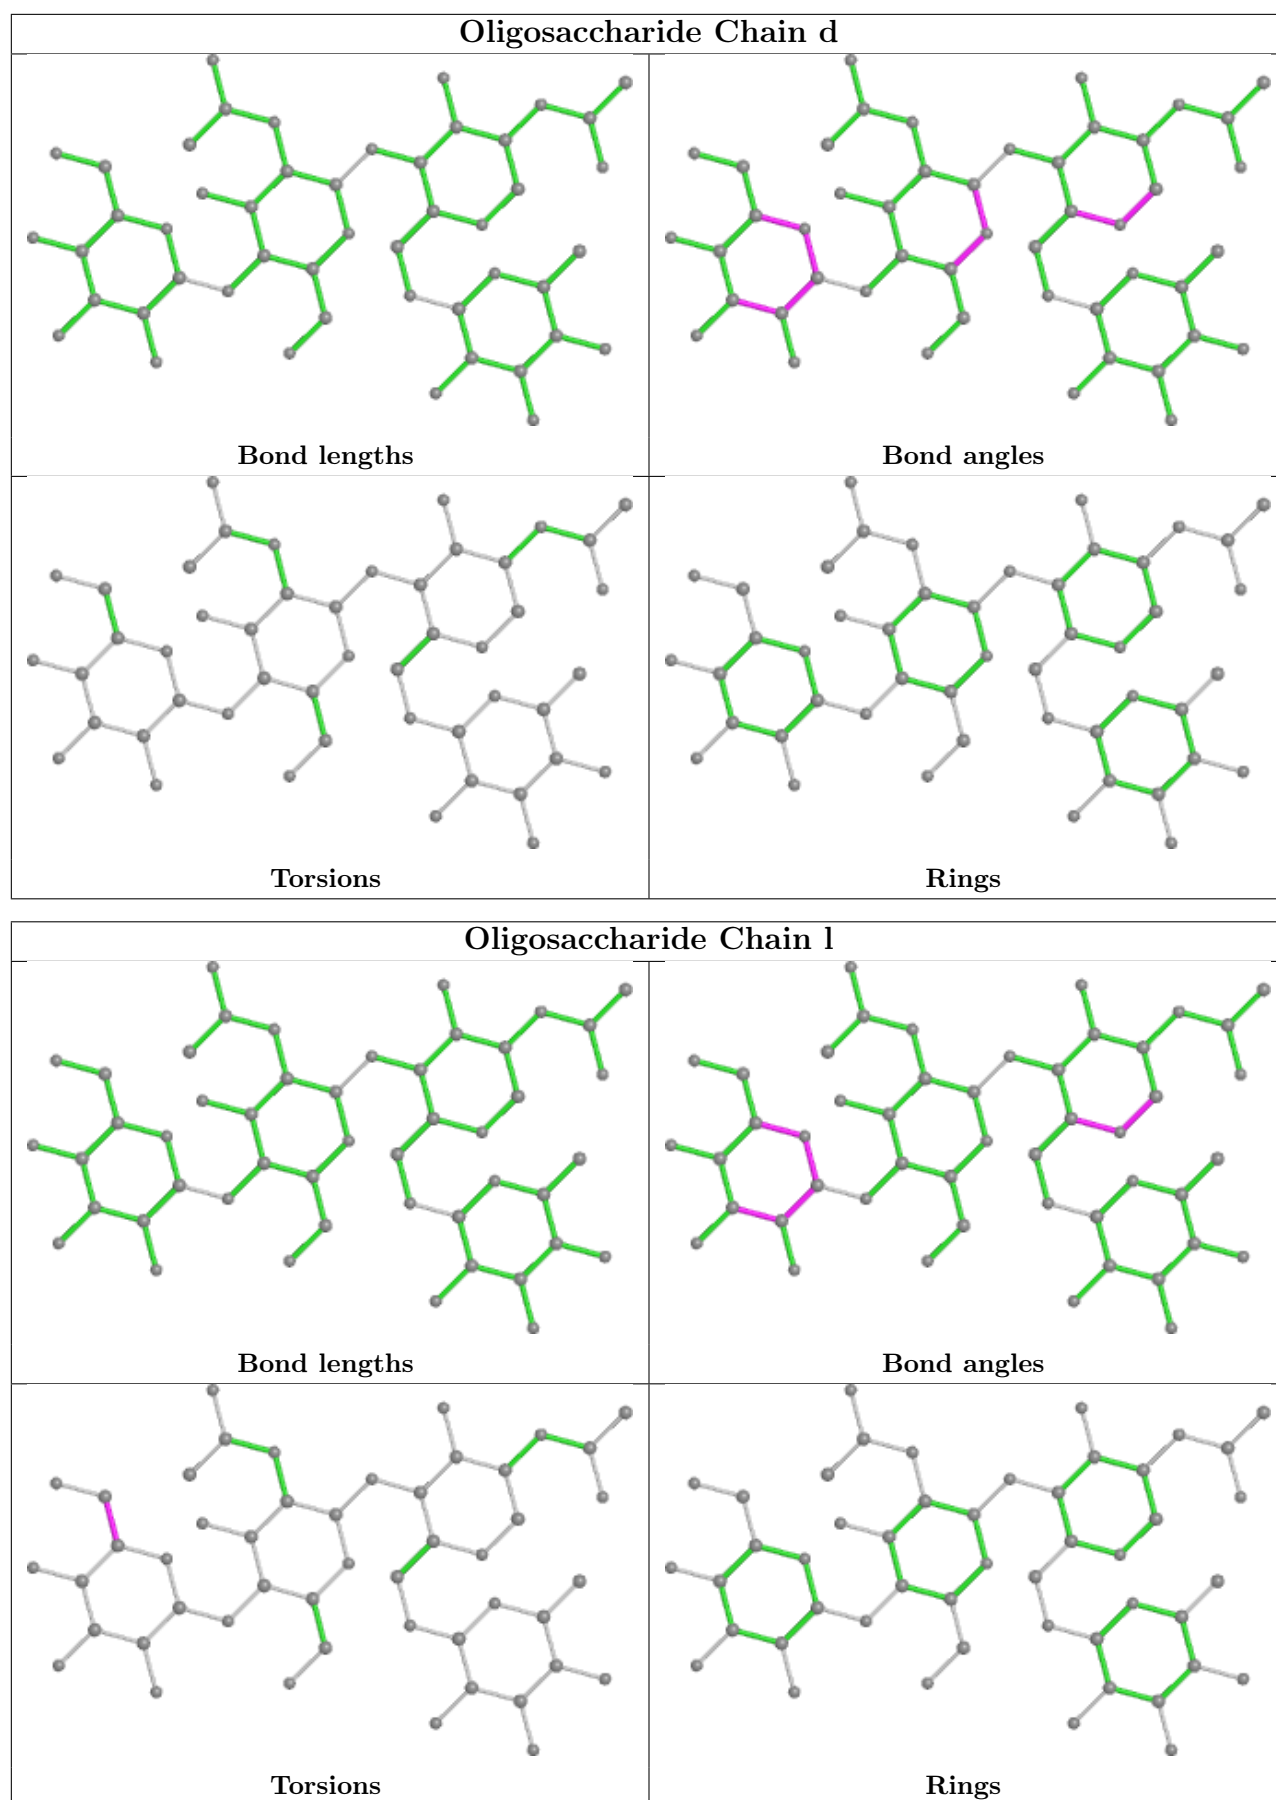 Oligosaccharide Chain d
Bond lengths
Bond angles
Torsions
Rings
Oligosaccharide Chain l
Bond lengths
Bond angles
Torsions
Rings